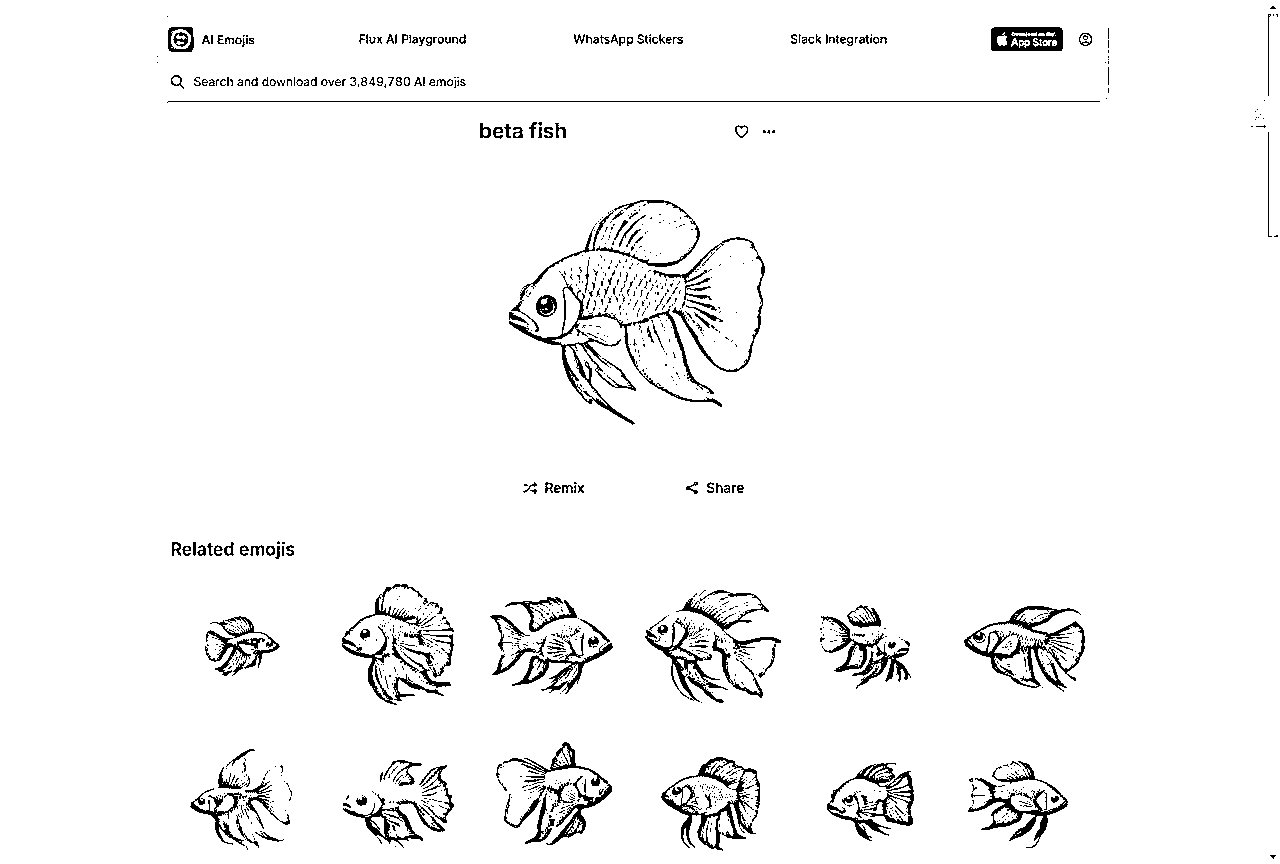 AI Emojis
Flux AI Playground
WhatsApp Stickers
Slack Integration
Download on the
App Store
Search and download over 3,849,780 AI emojis
beta fish
Remix
Share
Related emojis